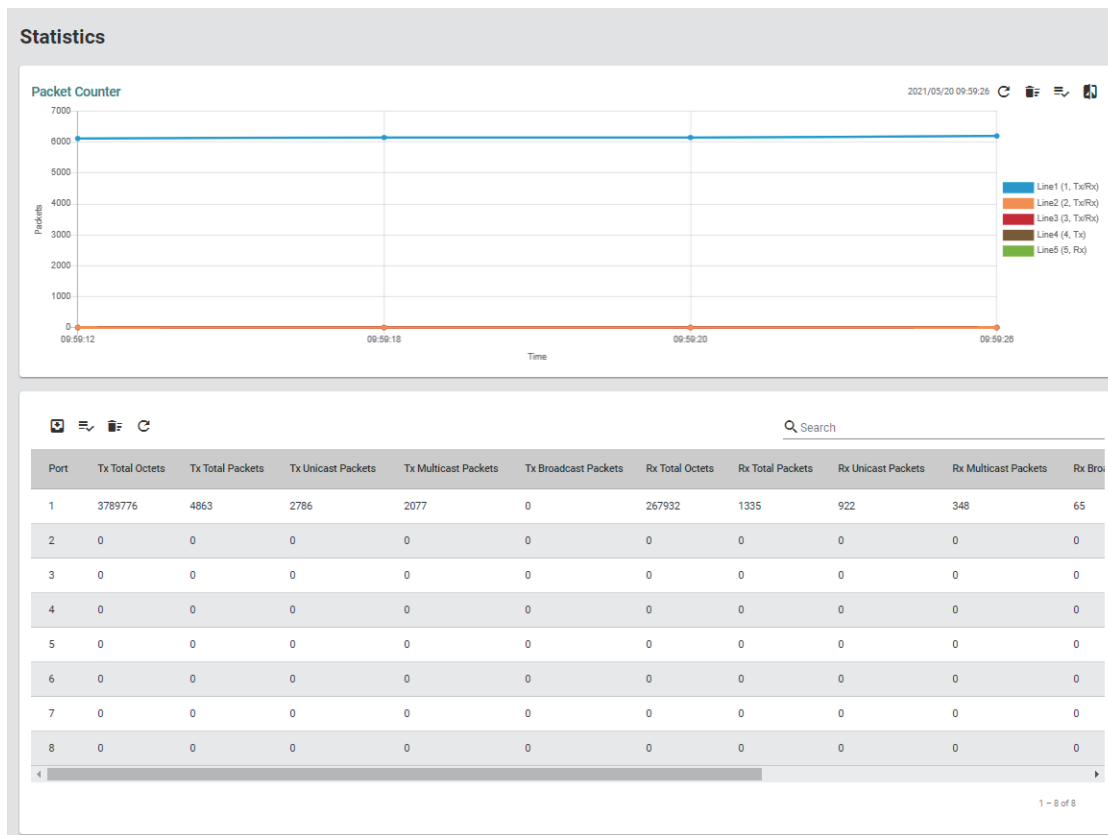 Statistics
Packet Counter
2021/05/20 09:59:26
7000
6000
5000
4000
3000
2000
1000
0
Packets
09:59:12 09:59:18 09:59:20 09:59:26
Time
Line1 (1, Tx/Rx)
Line2 (2, Tx/Rx)
Line3 (3, Tx/Rx)
Line4 (4, Tx)
Line5 (5, Rx)
Search
Port Tx Total Octets Tx Total Packets Tx Unicast Packets Tx Multicast Packets Tx Broadcast Packets Rx Total Octets Rx Total Packets Rx Unicast Packets Rx Multicast Packets Rx Broa
1 3789776 4863 2786 2077 0 267932 1335 922 348 65
2 0 0 0 0 0 0 0 0 0 0
3 0 0 0 0 0 0 0 0 0 0
4 0 0 0 0 0 0 0 0 0 0
5 0 0 0 0 0 0 0 0 0 0
6 0 0 0 0 0 0 0 0 0 0
7 0 0 0 0 0 0 0 0 0 0
8 0 0 0 0 0 0 0 0 0 0
1 – 8 of 8